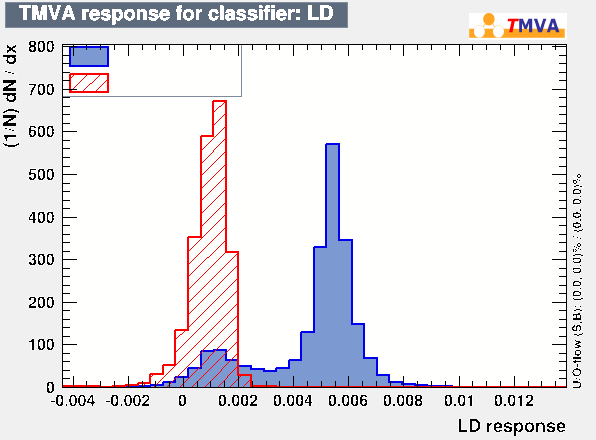 TMVA response for classifier: LD
TMVA
(1/N) dN / dx
800
700
600
500
400
300
200
100
0
-0.004 -0.002 0 0.002 0.004 0.006 0.008 0.01 0.012
LD response
U/O-flow (S,B): (0.0, 0.0)% / (0.0, 0.0)%